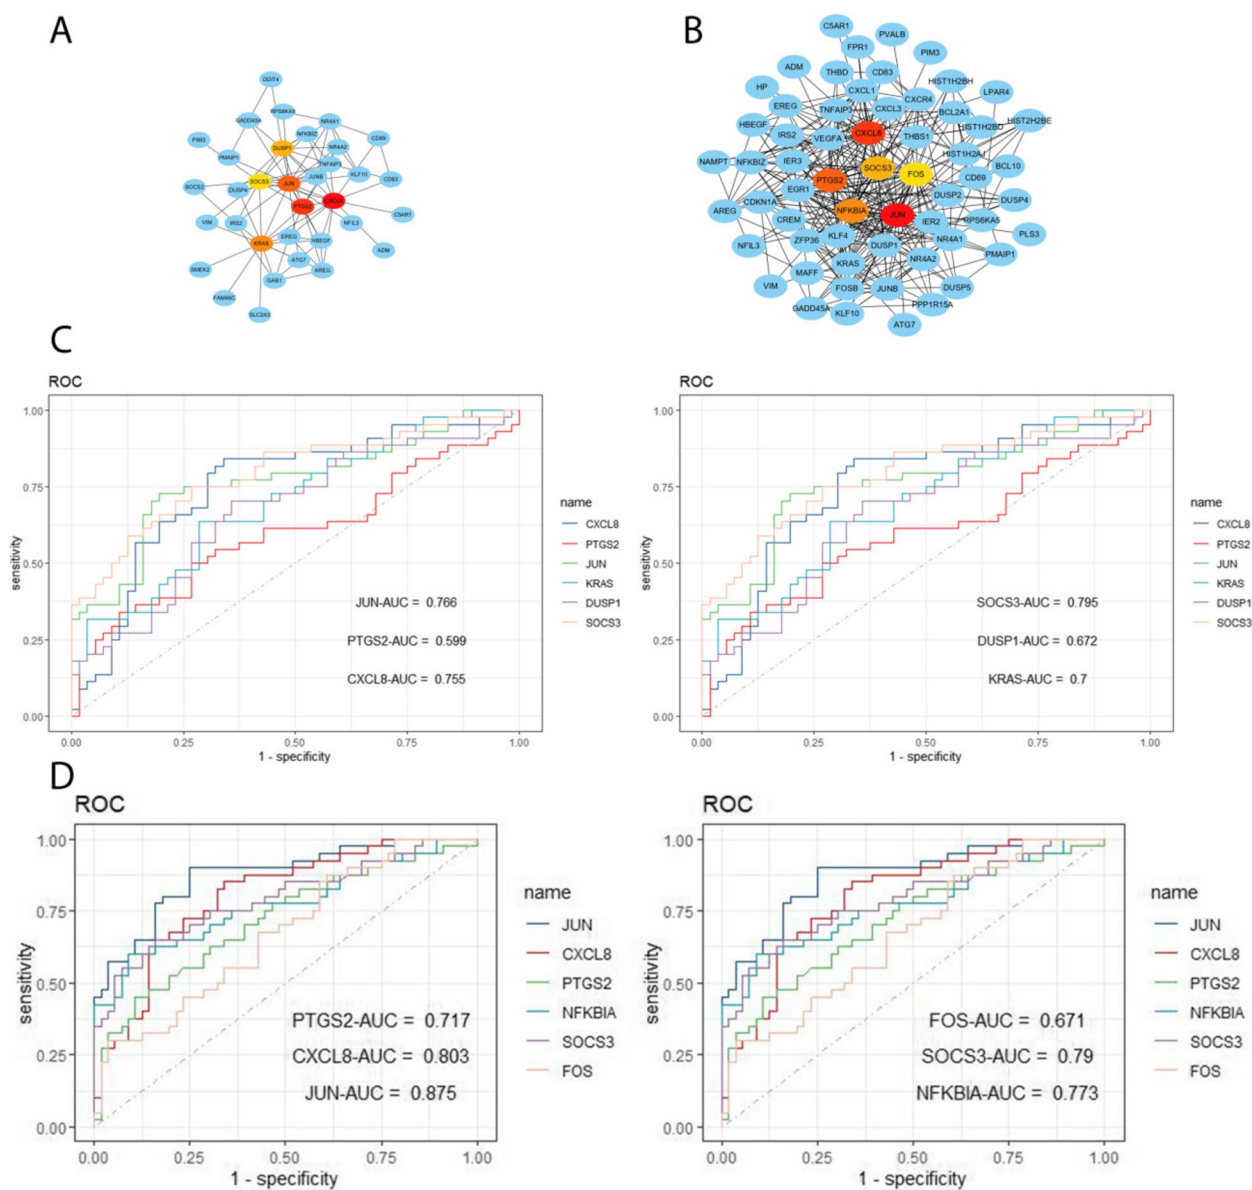 A
DDIT4
RPS6KA5
GADD45A
NR4A1
NFKBIZ
CD69
PIM3
DUSP1
NR4A2
PMAIP1
TNFAIP3
JUNB
KLF10
CD83
SOCS2
SOCS3
JUN
DUSP4
PTGS2
CXCL8
C5AR1
VIM
IRS2
NFIL3
EREG
HBEGF
KRAS
ADM
ATG7
SMEK2
AREG
GAB1
FAM46C
SLC2A3
B
C5AR1
PVALB
FPR1
PIM3
ADM
THBD
CD83
HIST1H2BH
HP
CXCL1
LPAR4
EREG
TNFAIP3
CXCL3
CXCR4
BCL2A1
HBEGF
IRS2
VEGFA
CXCL8
THBS1
HIST1H2BD
HIST2H2BE
NAMPT
NFKBIZ
IER3
SOCS3
FOS
HIST1H2AJ
BCL10
PTGS2
CD69
EGR1
DUSP2
DUSP4
AREG
CDKN1A
NFKBIA
JUN
IER2
RPS6KA5
CREM
PLS3
NFIL3
ZFP36
KLF4
DUSP1
NR4A1
PMAIP1
KRAS
NR4A2
VIM
MAFF
FOSB
JUNB
DUSP5
GADD45A
KLF10
PPP1R15A
ATG7
C
ROC
1.00
0.75
0.50
0.25
0.00
sensitivity
JUN-AUC = 0.766
PTGS2-AUC = 0.599
CXCL8-AUC = 0.755
0.00 0.25 0.50 0.75 1.00
1 - specificity
name
CXCL8
PTGS2
JUN
KRAS
DUSP1
SOCS3
ROC
1.00
0.75
0.50
0.25
0.00
sensitivity
SOCS3-AUC = 0.795
DUSP1-AUC = 0.672
KRAS-AUC = 0.7
0.00 0.25 0.50 0.75 1.00
1 - specificity
name
CXCL8
PTGS2
JUN
KRAS
DUSP1
SOCS3
D
ROC
1.00
0.75
0.50
0.25
0.00
sensitivity
PTGS2-AUC = 0.717
CXCL8-AUC = 0.803
JUN-AUC = 0.875
0.00 0.25 0.50 0.75 1.00
1 - specificity
name
JUN
CXCL8
PTGS2
NFKBIA
SOCS3
FOS
ROC
1.00
0.75
0.50
0.25
0.00
sensitivity
FOS-AUC = 0.671
SOCS3-AUC = 0.79
NFKBIA-AUC = 0.773
0.00 0.25 0.50 0.75 1.00
1 - specificity
name
JUN
CXCL8
PTGS2
NFKBIA
SOCS3
FOS